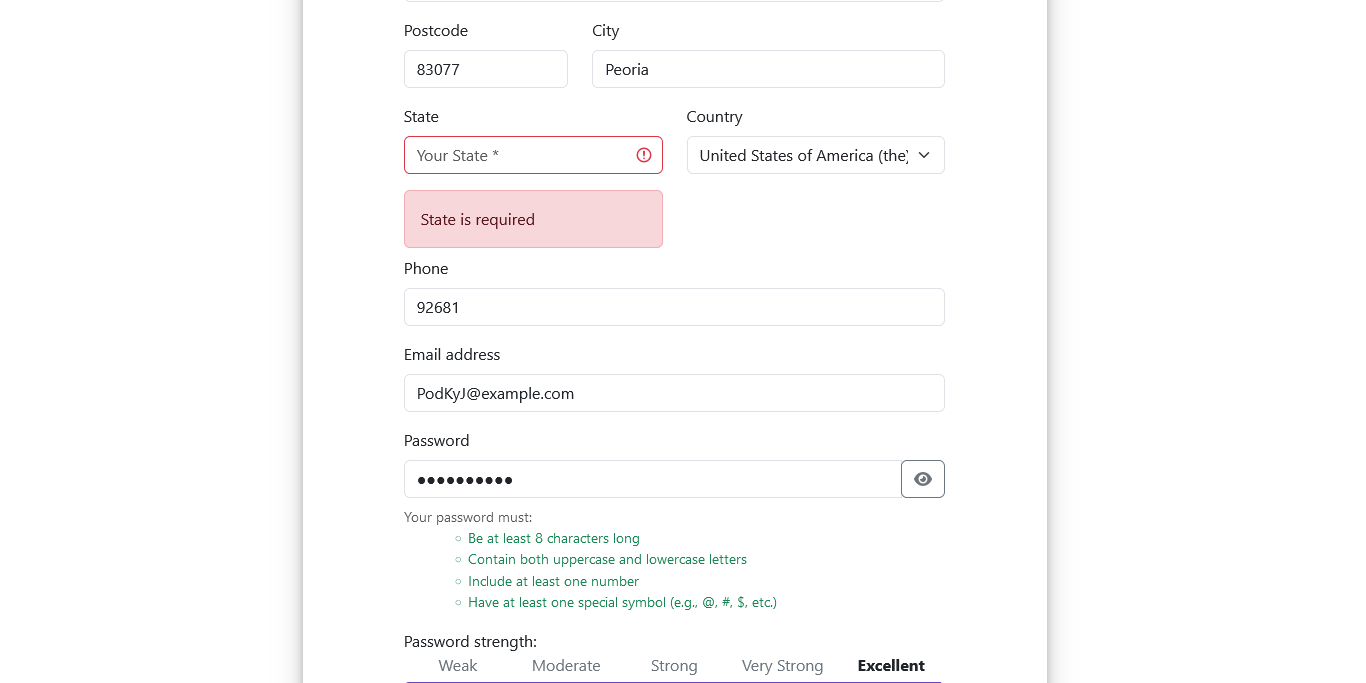 Postcode
City
83077
Peoria
State
Country
Your State *
United States of America (the)
State is required
Phone
92681
Email address
PodKyJ@example.com
Password
●●●●●●●●●●
Your password must:
Be at least 8 characters long
Contain both uppercase and lowercase letters
Include at least one number
Have at least one special symbol (e.g., @, #, $, etc.)
Password strength:
Weak Moderate Strong Very Strong Excellent